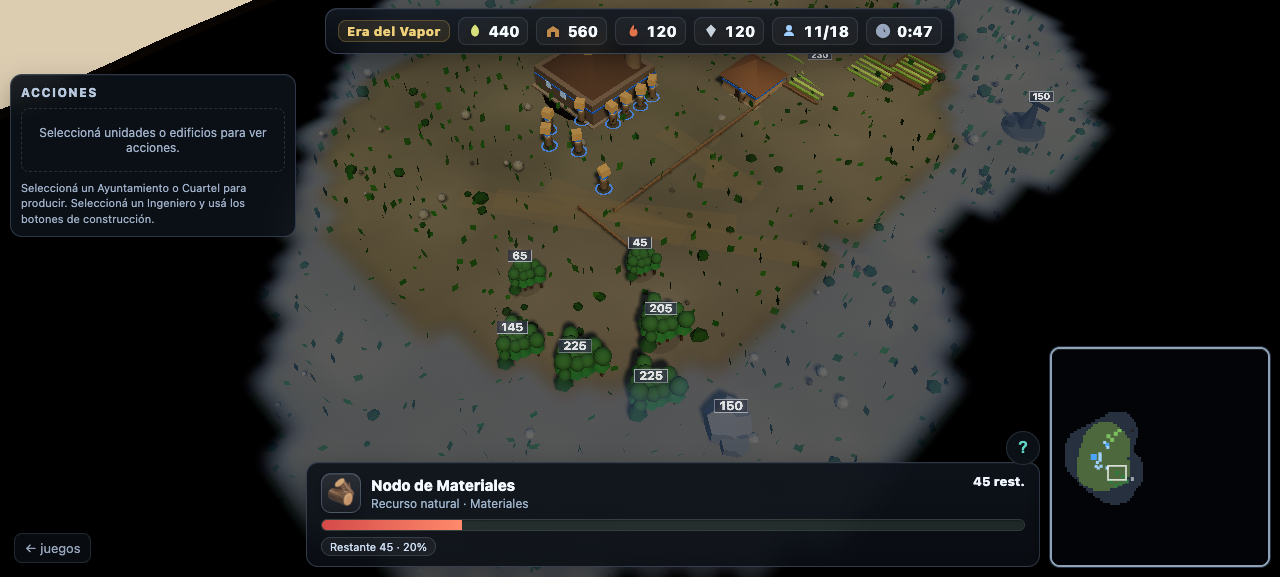 Era del Vapor
440
560
120
120
11/18
0:47
ACCIONES
Seleccioná unidades o edificios para ver
acciones.
Seleccioná un Ayuntamiento o Cuartel para
producir. Seleccioná un Ingeniero y usá los
botones de construcción.
230
150
65
45
205
145
225
225
150
?
Nodo de Materiales
45 rest.
Recurso natural · Materiales
Restante 45 · 20%
← juegos